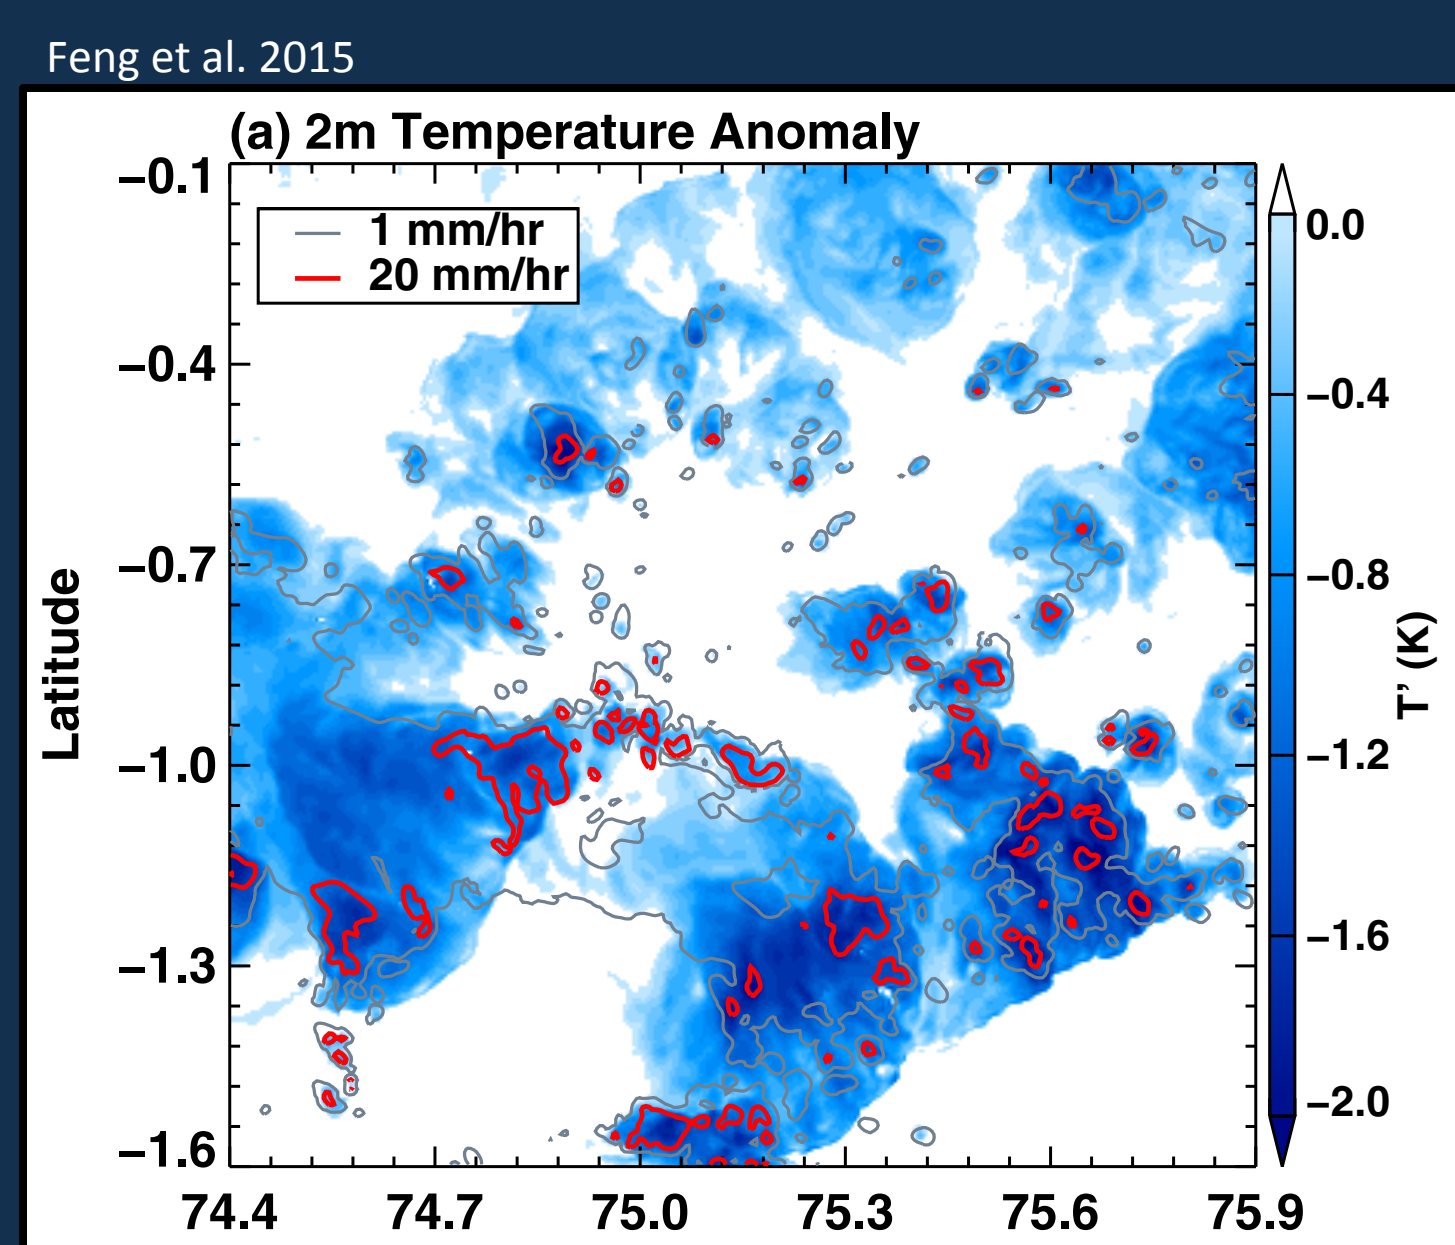 Feng et al. 2015
(a) 2m Temperature Anomaly
1 mm/hr
20 mm/hr
−0.1
−0.4
−0.7
−1.0
−1.3
−1.6
Latitude
74.4 74.7 75.0 75.3 75.6 75.9
0.0
−0.4
−0.8
−1.2
−1.6
−2.0
T’ (K)